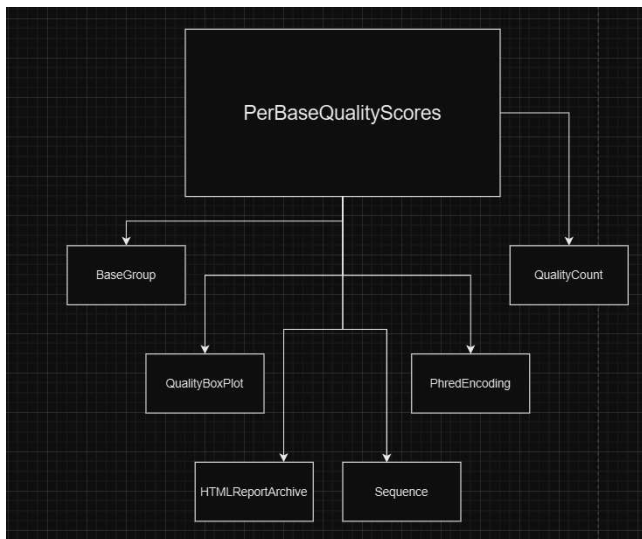 PerBaseQualityScores
BaseGroup
QualityCount
QualityBoxPlot
PhredEncoding
HTMLReportArchive
Sequence